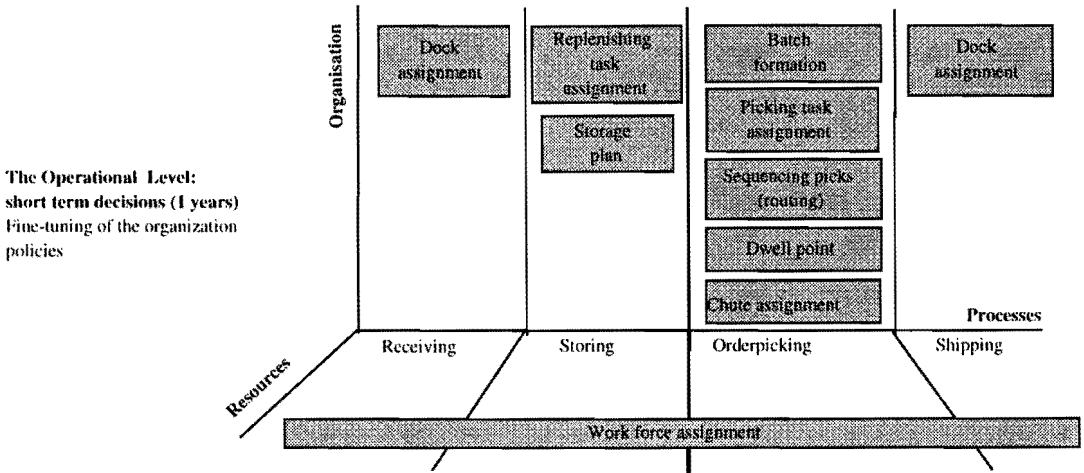 The Operational Level:
short term decisions (1 years)
Fine-tuning of the organization
policies
Organisation
Dock
assignment
Replenishing
task
assignment
Storage
plan
Batch
formation
Picking task
assignment
Sequencing picks
(routing)
Dwell point
Chute assignment
Dock
assignment
Processes
Receiving
Storing
Orderpicking
Shipping
Resources
Work force assignment